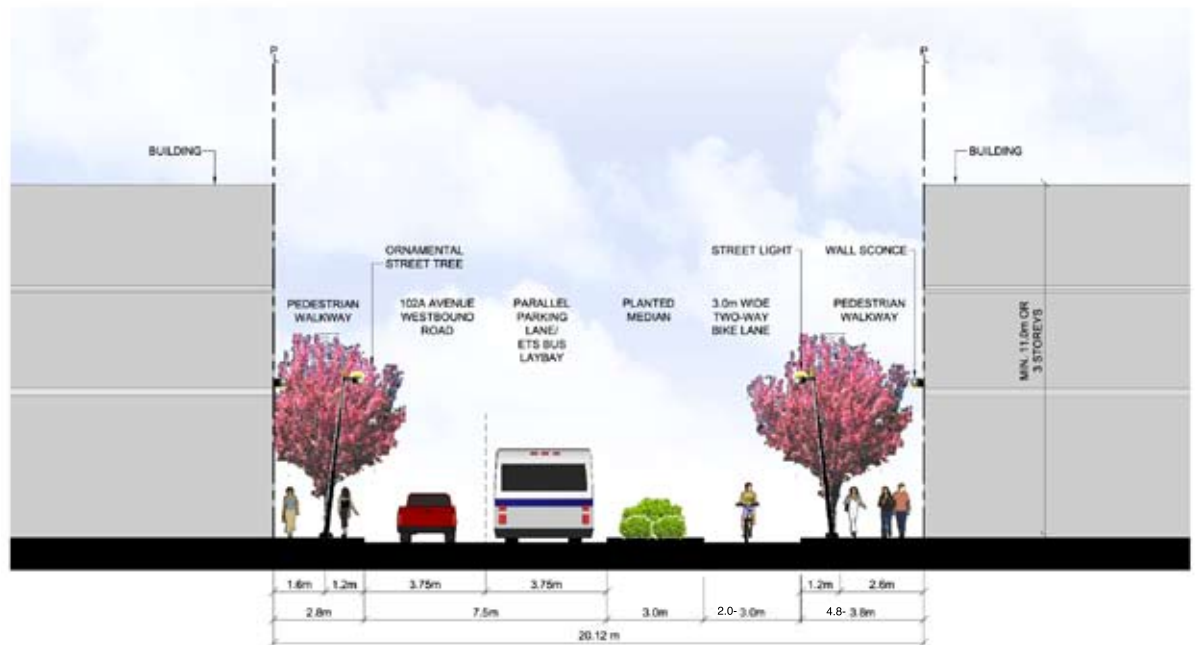 P
L
P
L
BUILDING
BUILDING
ORNAMENTAL
STREET TREE
STREET LIGHT
WALL SCONCE
PEDESTRIAN
WALKWAY
102A AVENUE
WESTBOUND
ROAD
PARALLEL
PARKING
LANE/
ETS BUS
LAYBAY
PLANTED
MEDIAN
3.0m WIDE
TWO-WAY
BIKE LANE
PEDESTRIAN
WALKWAY
MIN. 11.0m OR
3 STOREYS
1.6m
1.2m
3.75m
3.75m
1.2m
2.6m
2.8m
7.5m
3.0m
2.0- 3.0m
4.8- 3.8m
20.12 m